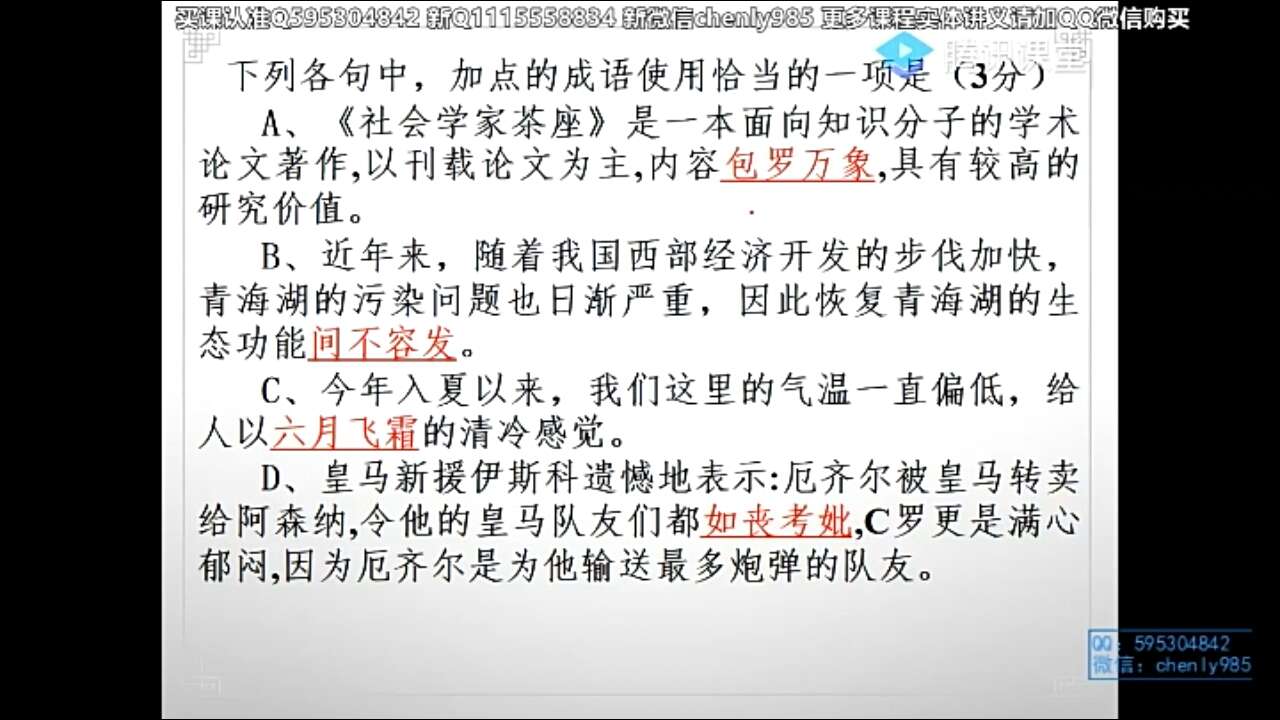 买课认准Q595304842 新Q1115558834 新微信chenly985 更多课程实体讲义请加QQ微信购买
腾讯课堂
下列各句中，加点的成语使用恰当的一项是（3分）
A、《社会学家茶座》是一本面向知识分子的学术
论文著作,以刊载论文为主,内容包罗万象,具有较高的
研究价值。
B、近年来，随着我国西部经济开发的步伐加快，
青海湖的污染问题也日渐严重，因此恢复青海湖的生
态功能间不容发。
C、今年入夏以来，我们这里的气温一直偏低，给
人以六月飞霜的清冷感觉。
D、皇马新援伊斯科遗憾地表示:厄齐尔被皇马转卖
给阿森纳,令他的皇马队友们都如丧考妣,C罗更是满心
郁闷,因为厄齐尔是为他输送最多炮弹的队友。
QQ：595304842
微信：chenly985